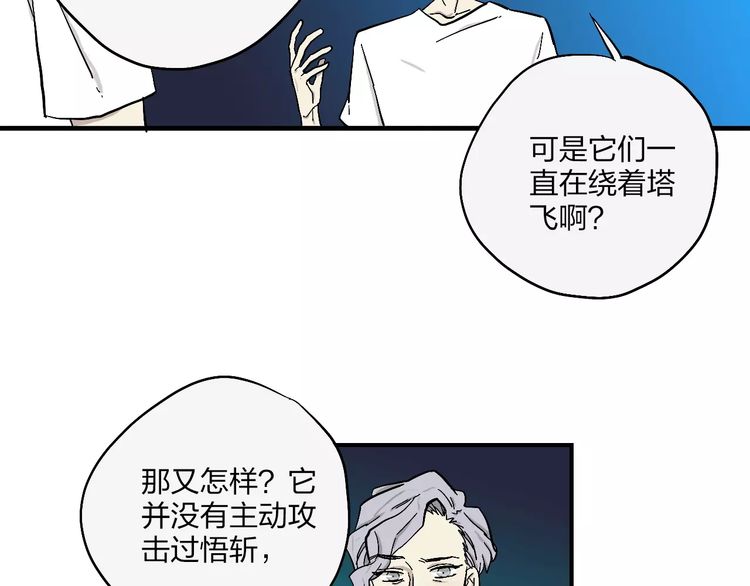 可是它们一
直在绕着塔
飞啊？
那又怎样？它
并没有主动攻
击过悟斩，